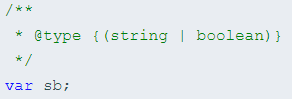 /**
 * @type {(string | boolean)}
 */
var sb;